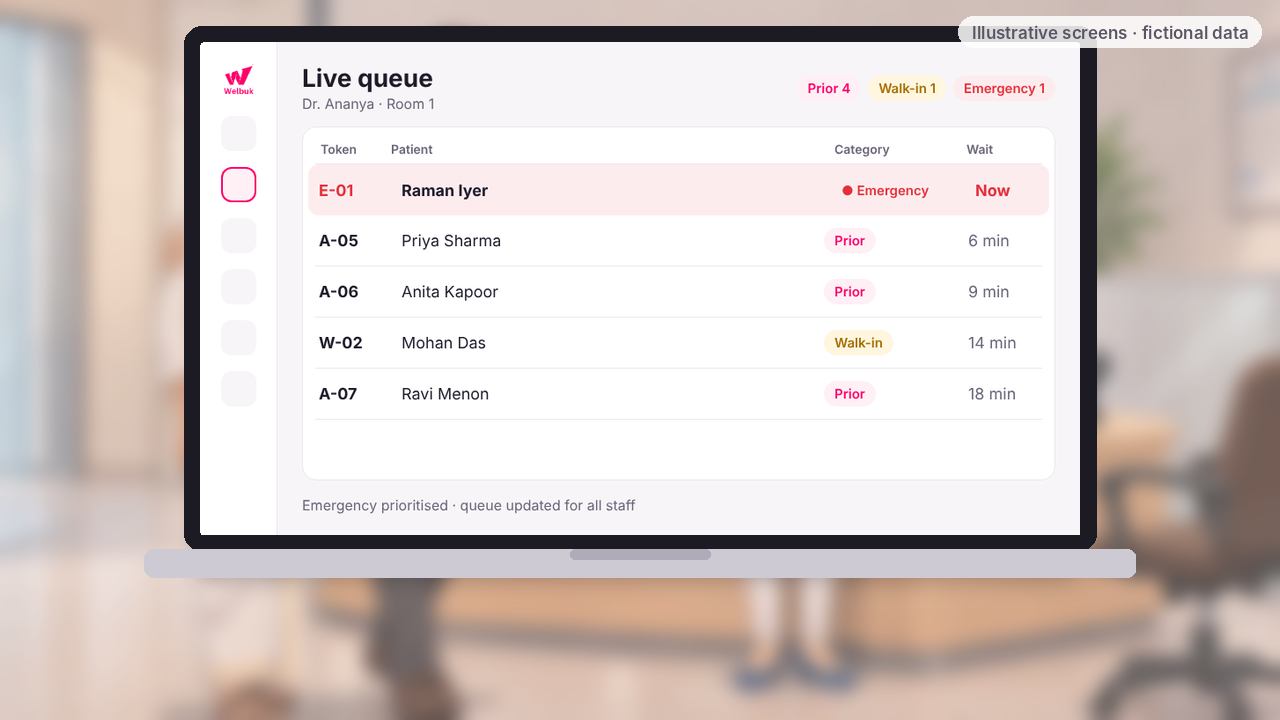 Illustrative screens · fictional data
Welbuk
Live queue
Dr. Ananya · Room 1
Prior 4
Walk-in 1
Emergency 1
Token Patient Category Wait
E-01 Raman Iyer Emergency Now
A-05 Priya Sharma Prior 6 min
A-06 Anita Kapoor Prior 9 min
W-02 Mohan Das Walk-in 14 min
A-07 Ravi Menon Prior 18 min
Emergency prioritised · queue updated for all staff